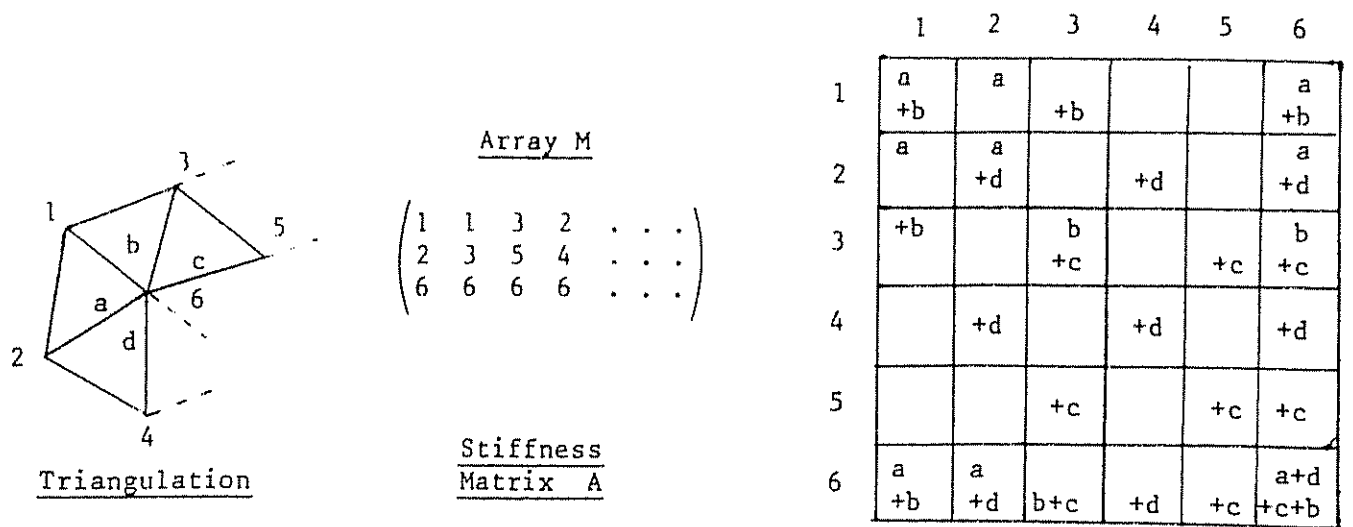 1
2
3
4
5
6
a
b
c
d
Triangulation
Array M
1 1 3 2 . . .
2 3 5 4 . . .
6 6 6 6 . . .
Stiffness
Matrix A
1 2 3 4 5 6
1
a a a
+b +b +b
2
a a a
+d +d +d
3
+b b b
+c +c +c
4
+d +d +d
5
+c +c +c
6
a a a+d
+b +d b+c +d +c +c+b